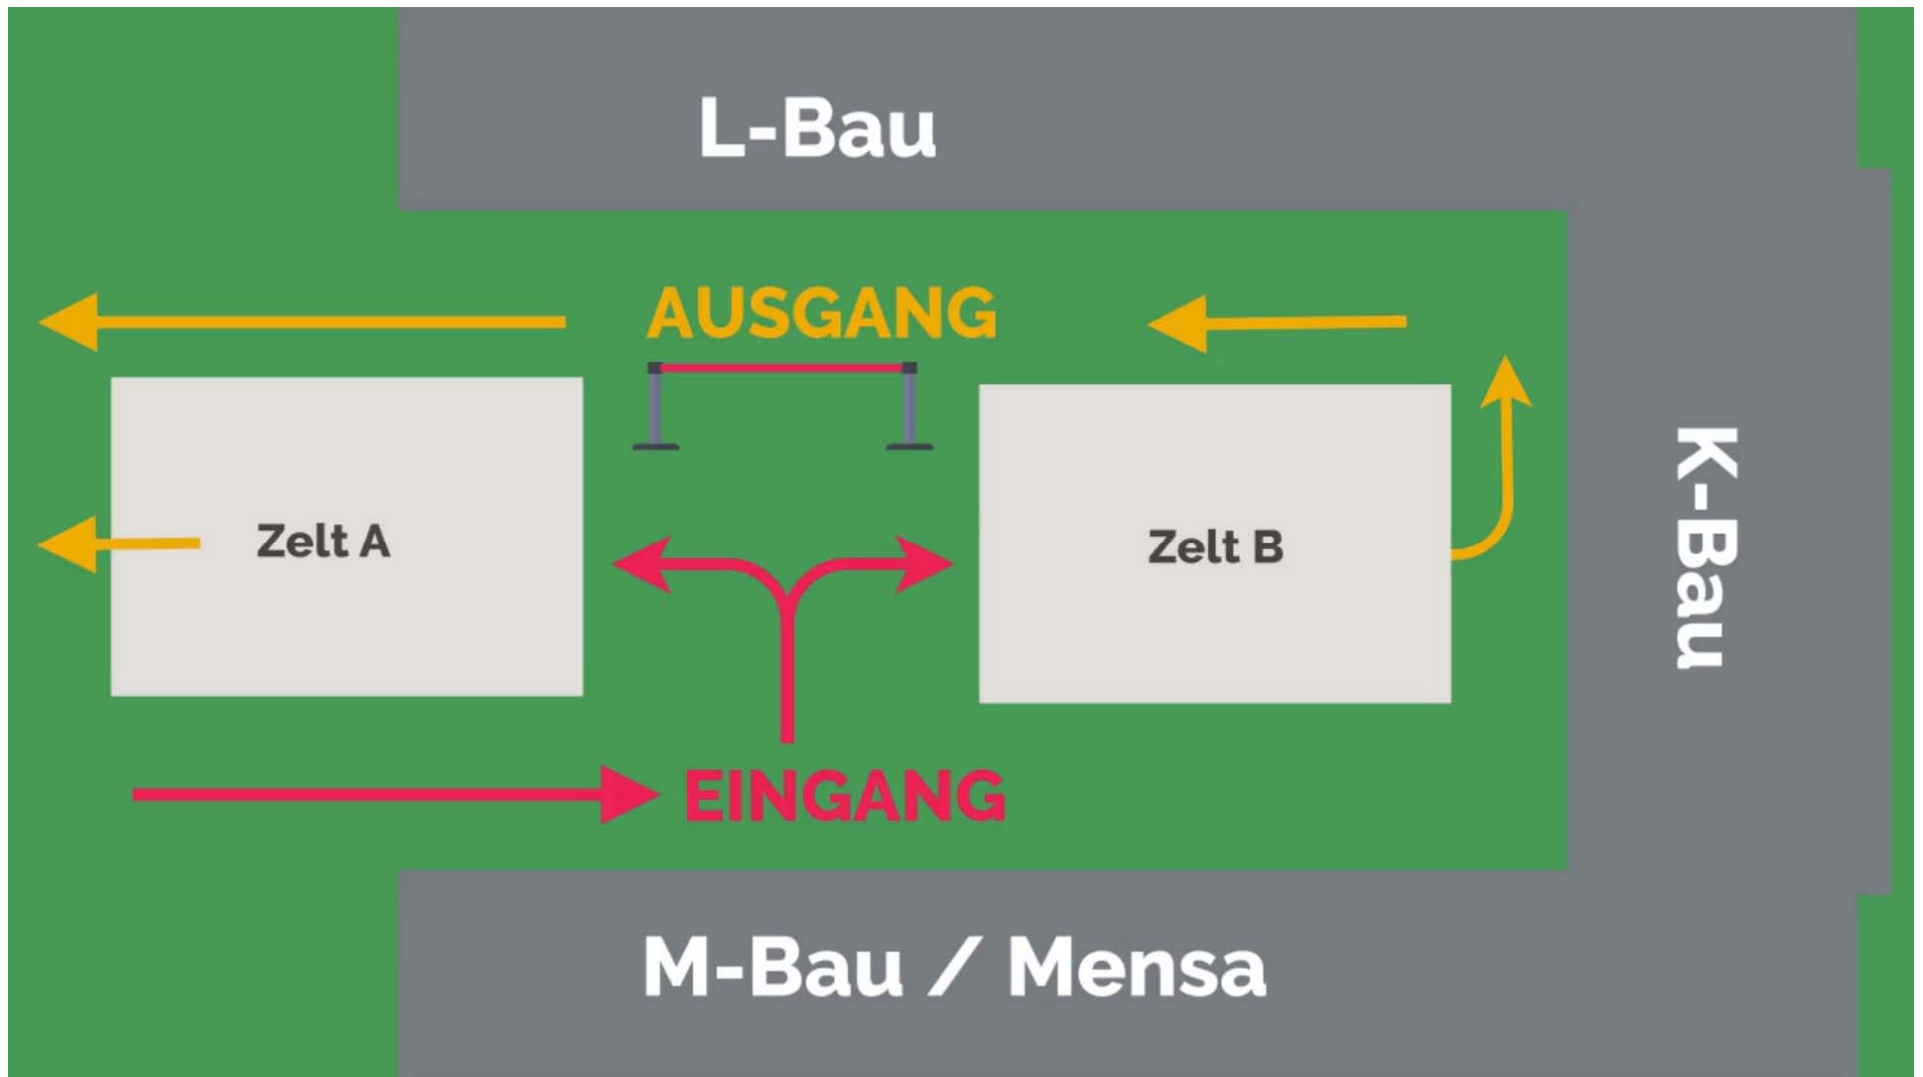 L-Bau
AUSGANG
Zelt A
Zelt B
K-Bau
EINGANG
M-Bau / Mensa